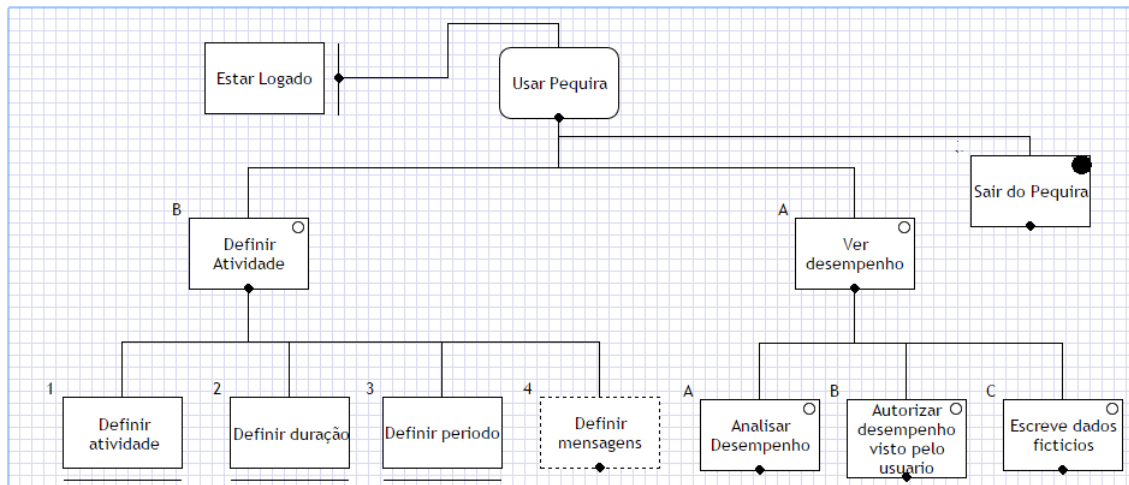 Estar Logado
Usar Pequira
Sair do Pequira
B
Definir
Atividade
A
Ver
desempenho
1
Definir
atividade
2
Definir duração
3
Definir periodo
4
Definir
mensagens
A
Analisar
Desempenho
B
Autorizar
desempenho
visto pelo
usuario
C
Escreve dados
ficticios